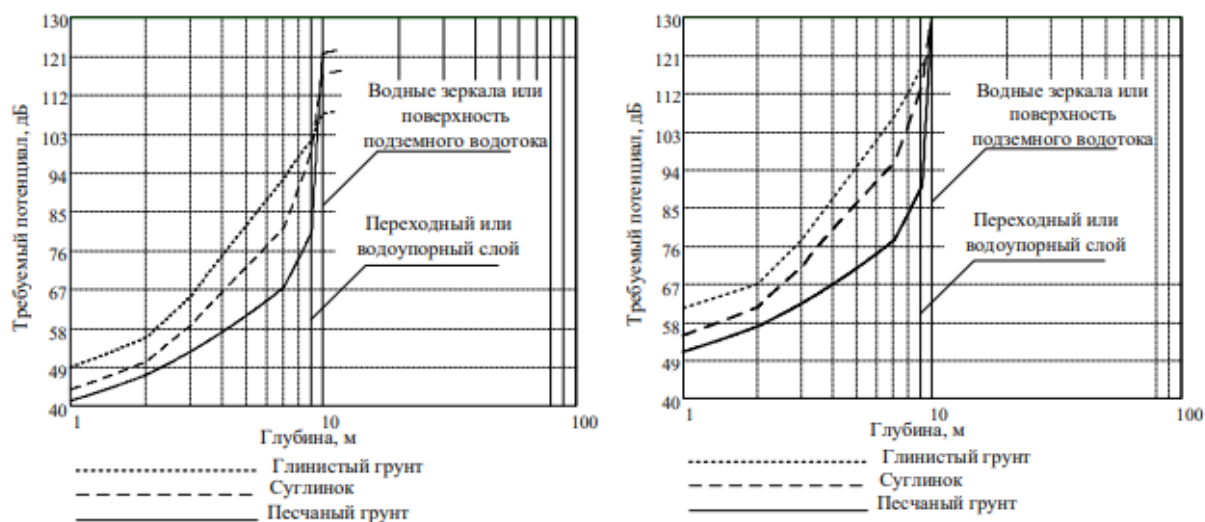 130
121
112
103
94
85
76
67
58
49
40
Требуемый потенциал, дБ
Водные зеркала или
поверхность
подземного водотока
Переходный или
водоупорный слой
1
10
100
Глубина, м
Глинистый грунт
Суглинок
Песчаный грунт
130
121
112
103
94
85
76
67
58
49
40
Требуемый потенциал, дБ
Водные зеркала или
поверхность
подземного водотока
Переходный или
водоупорный слой
1
10
100
Глубина, м
Глинистый грунт
Суглинок
Песчаный грунт